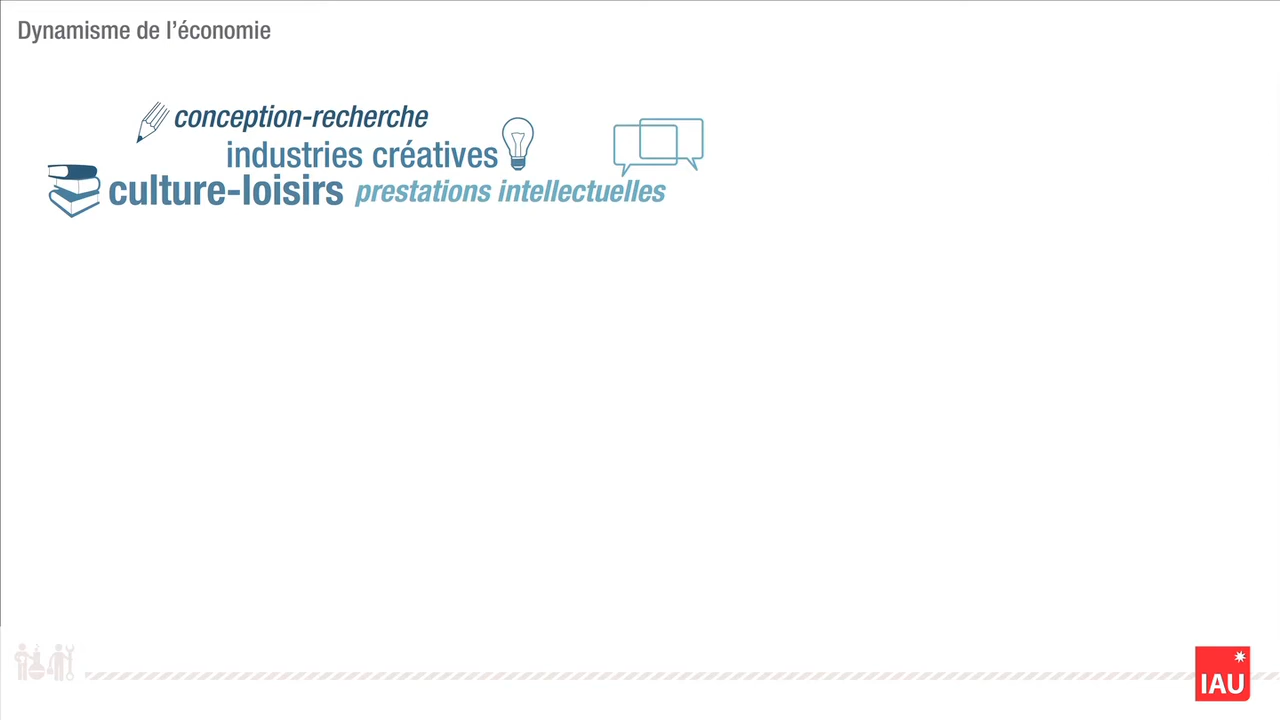 Dynamisme de l’économie
conception-recherche
industries créatives
culture-loisirs prestations intellectuelles
IAU